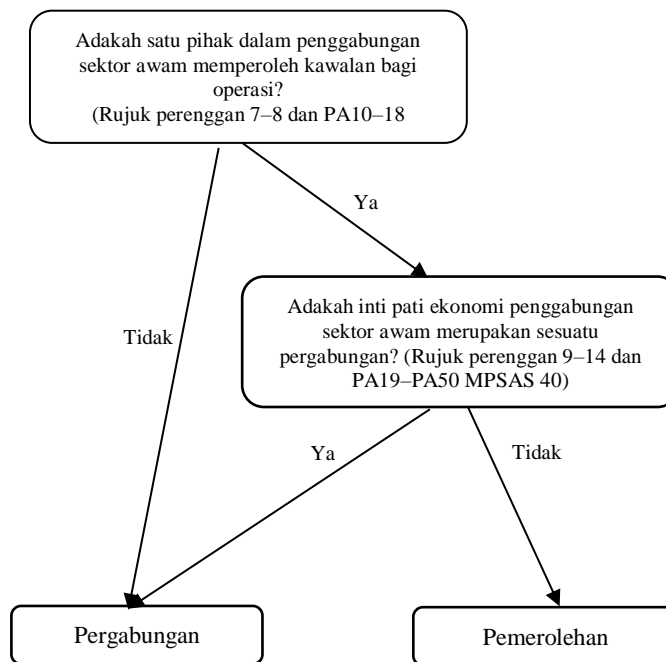 Adakah satu pihak dalam penggabungan
sektor awam memperoleh kawalan bagi
operasi?
(Rujuk perenggan 7–8 dan PA10–18
Ya
Adakah inti pati ekonomi penggabungan
sektor awam merupakan sesuatu
pergabungan? (Rujuk perenggan 9–14 dan
PA19–PA50 MPSAS 40)
Tidak
Ya
Tidak
Pergabungan
Pemerolehan